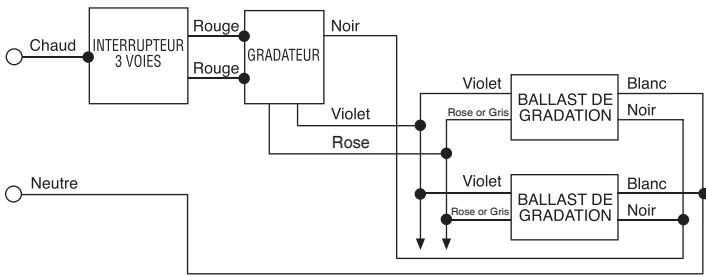 Chaud
INTERRUPTEUR
3 VOIES
Rouge
Rouge
GRADATEUR
Noir
Violet
Rose
Violet
Rose or Gris
BALLAST DE
GRADATION
Blanc
Noir
Violet
Rose or Gris
BALLAST DE
GRADATION
Blanc
Noir
Neutre